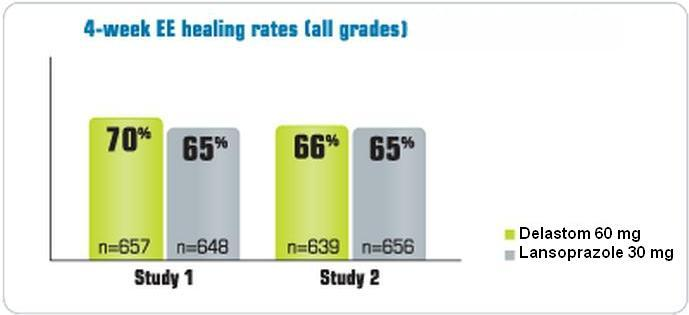 4-week EE healing rates (all grades)
70% 65% 66% 65%
n=657 n=648 n=639 n=656
Study 1 Study 2
Delastom 60 mg
Lansoprazole 30 mg